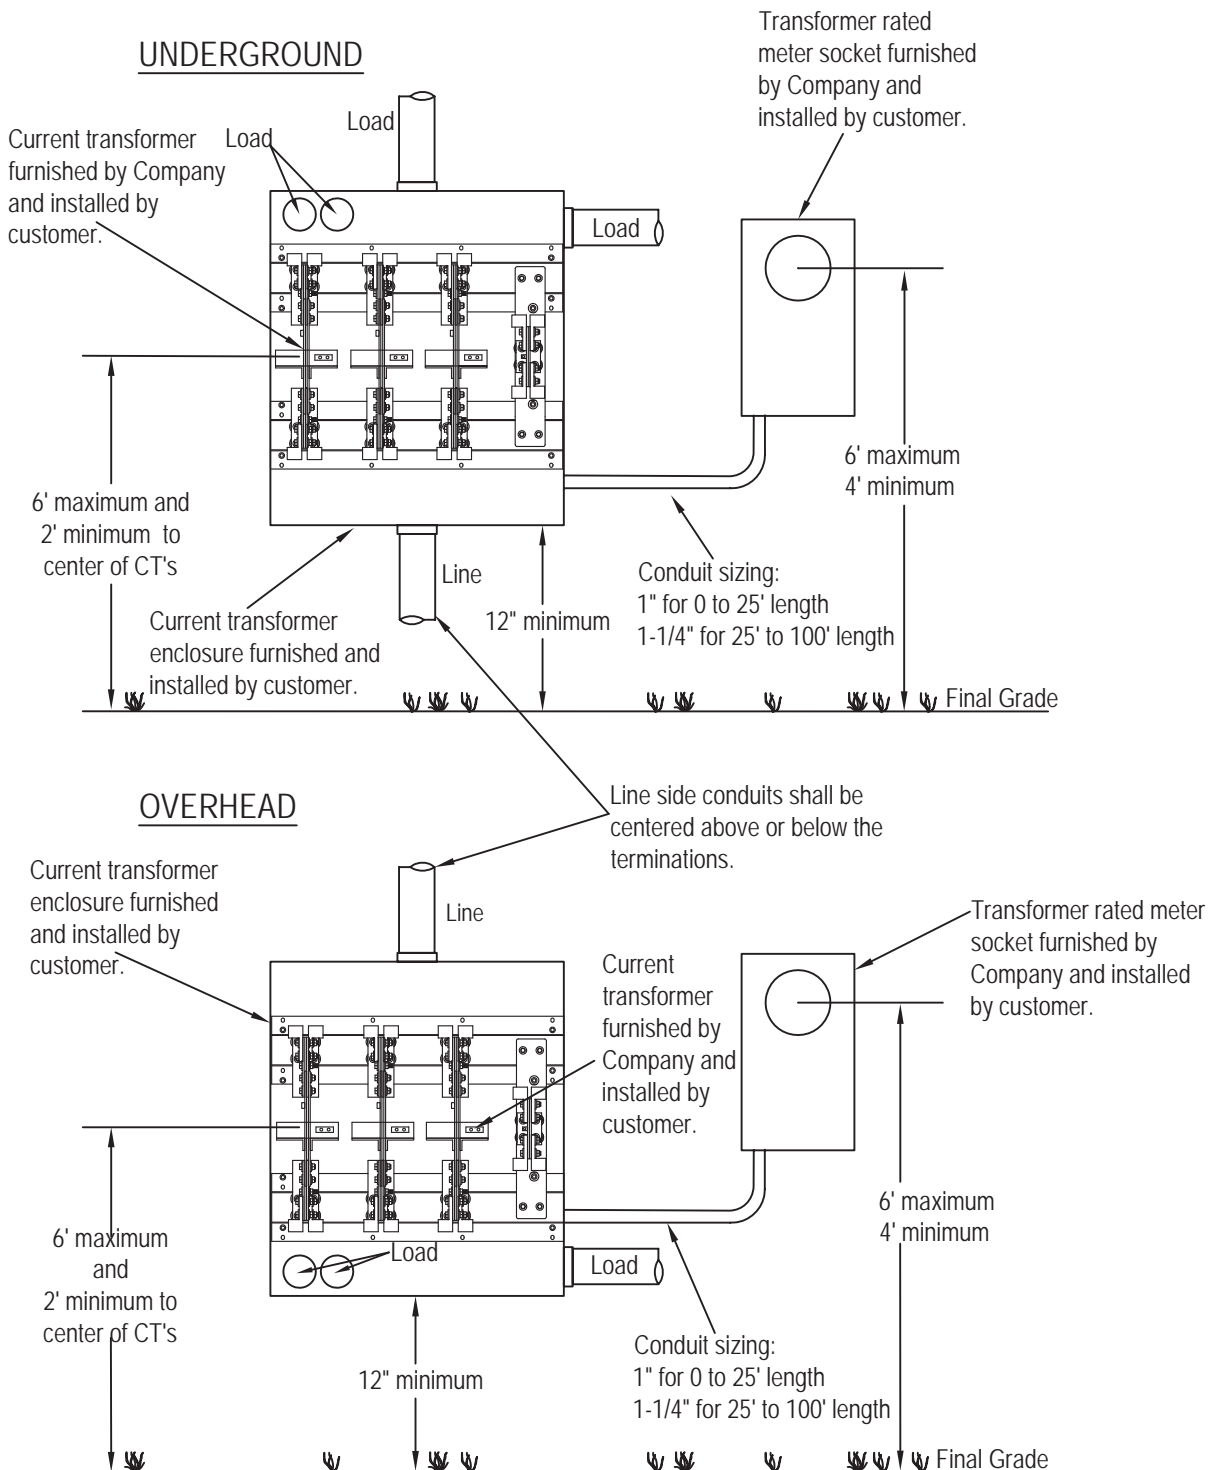 UNDERGROUND
Transformer rated
meter socket furnished
by Company and
installed by customer.
Current transformer
furnished by Company
and installed by
customer.
Load
Load
Load
6' maximum and
2' minimum to
center of CT's
6' maximum
4' minimum
Line
12" minimum
Conduit sizing:
1" for 0 to 25' length
1-1/4" for 25' to 100' length
Current transformer
enclosure furnished and
installed by customer.
Final Grade
Line side conduits shall be
centered above or below the
terminations.
OVERHEAD
Current transformer
enclosure furnished
and installed by
customer.
Line
Current
transformer
furnished by
Company and
installed by
customer.
Transformer rated meter
socket furnished by
Company and installed
by customer.
6' maximum
and
2' minimum to
center of CT's
6' maximum
4' minimum
Load
Load
12" minimum
Conduit sizing:
1" for 0 to 25' length
1-1/4" for 25' to 100' length
Final Grade